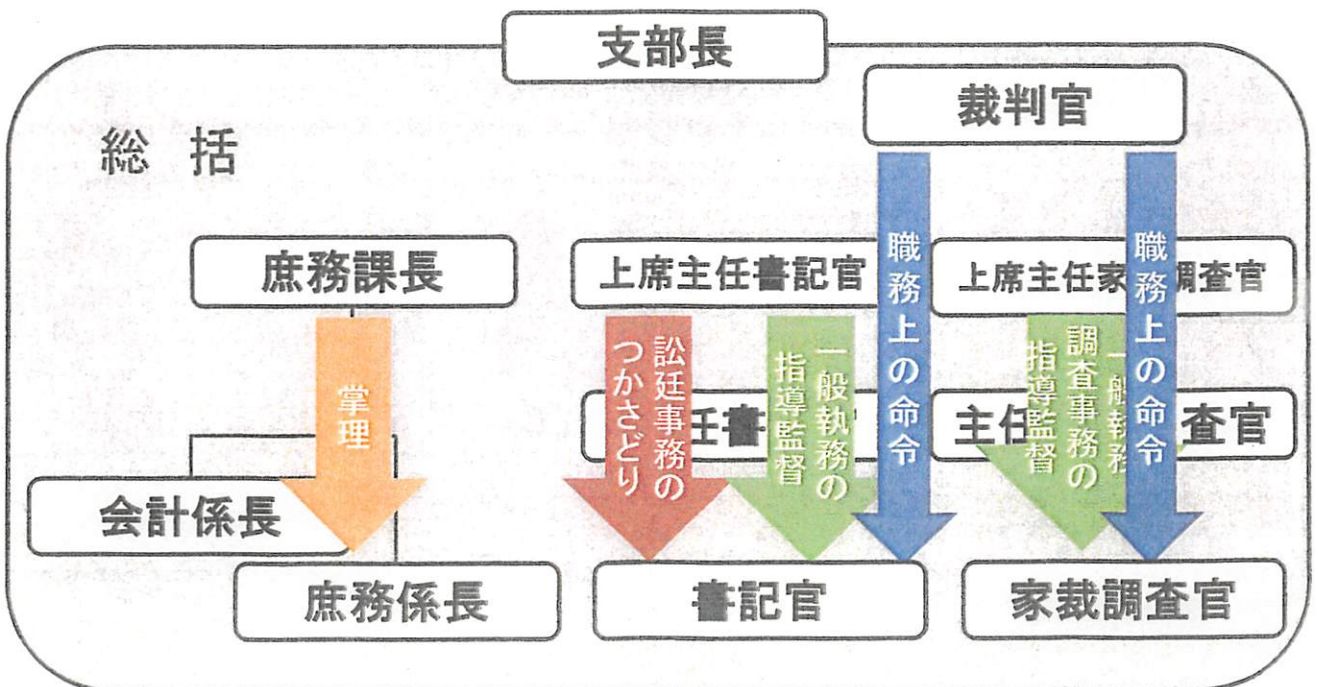 支部長
裁判官
総 括
庶務課長
上席主任書記官
上席主任家 調査官
職務上の命令
職務上の命令
掌理
訟廷事務の
つかさどり
一般執務の
指導監督
一般執務
調査事務の
指導監督
任書
主任 査官
会計係長
庶務係長
書記官
家裁調査官